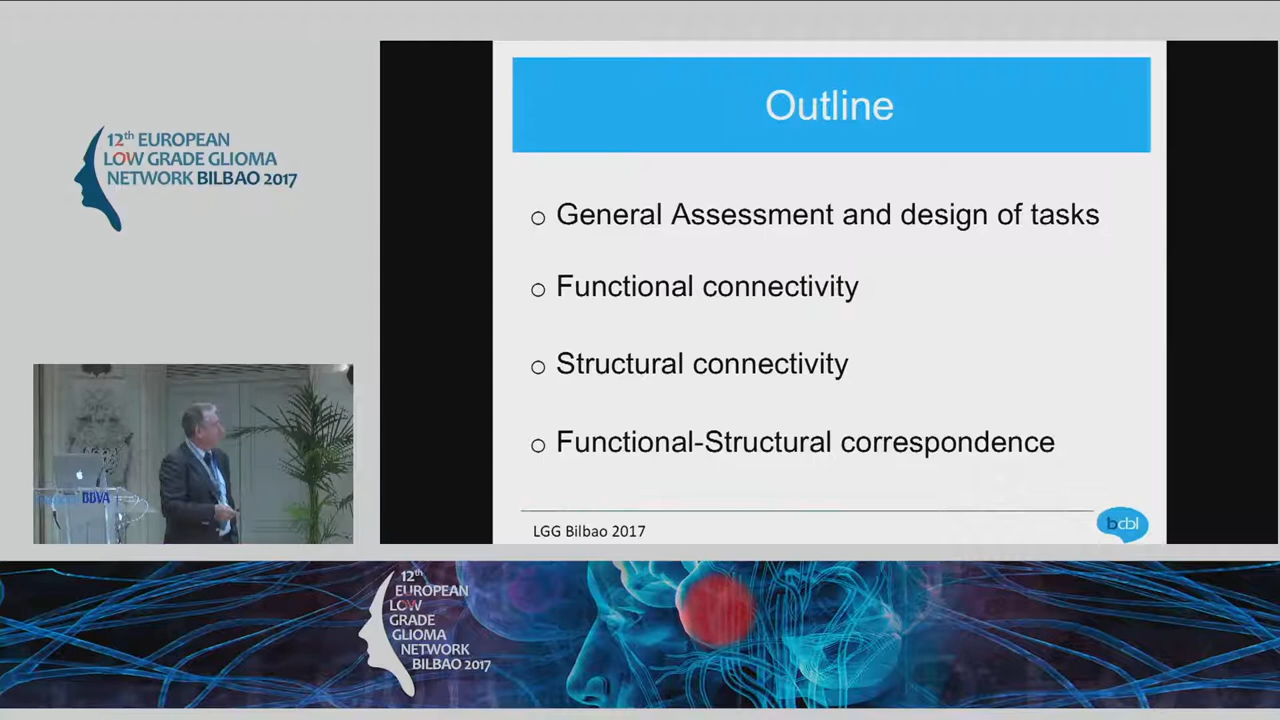 12th EUROPEAN
LOW GRADE GLIOMA
NETWORK BILBAO 2017
Outline
General Assessment and design of tasks
Functional connectivity
Structural connectivity
Functional-Structural correspondence
LGG Bilbao 2017
bcbl
BBVA
12th
EUROPEAN
LOW
GRADE
GLIOMA
NETWORK
BILBAO 2017